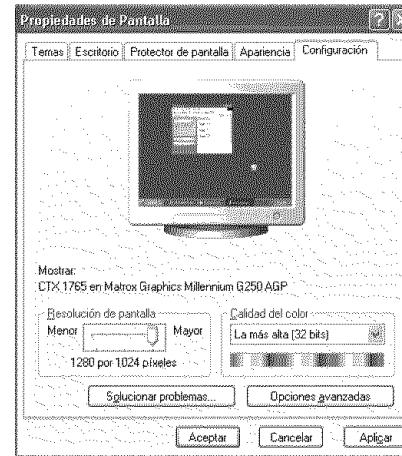 Propiedades de Pantalla
Temas Escritorio Protector de pantalla Apariencia Configuración
Mostrar:
CTX 1765 en Matrox Graphics Millennium G250 AGP
Resolución de pantalla
Menor Mayor
1280 por 1024 píxeles
Calidad del color
La más alta (32 bits)
Solucionar problemas... Opciones avanzadas
Aceptar Cancelar Aplicar